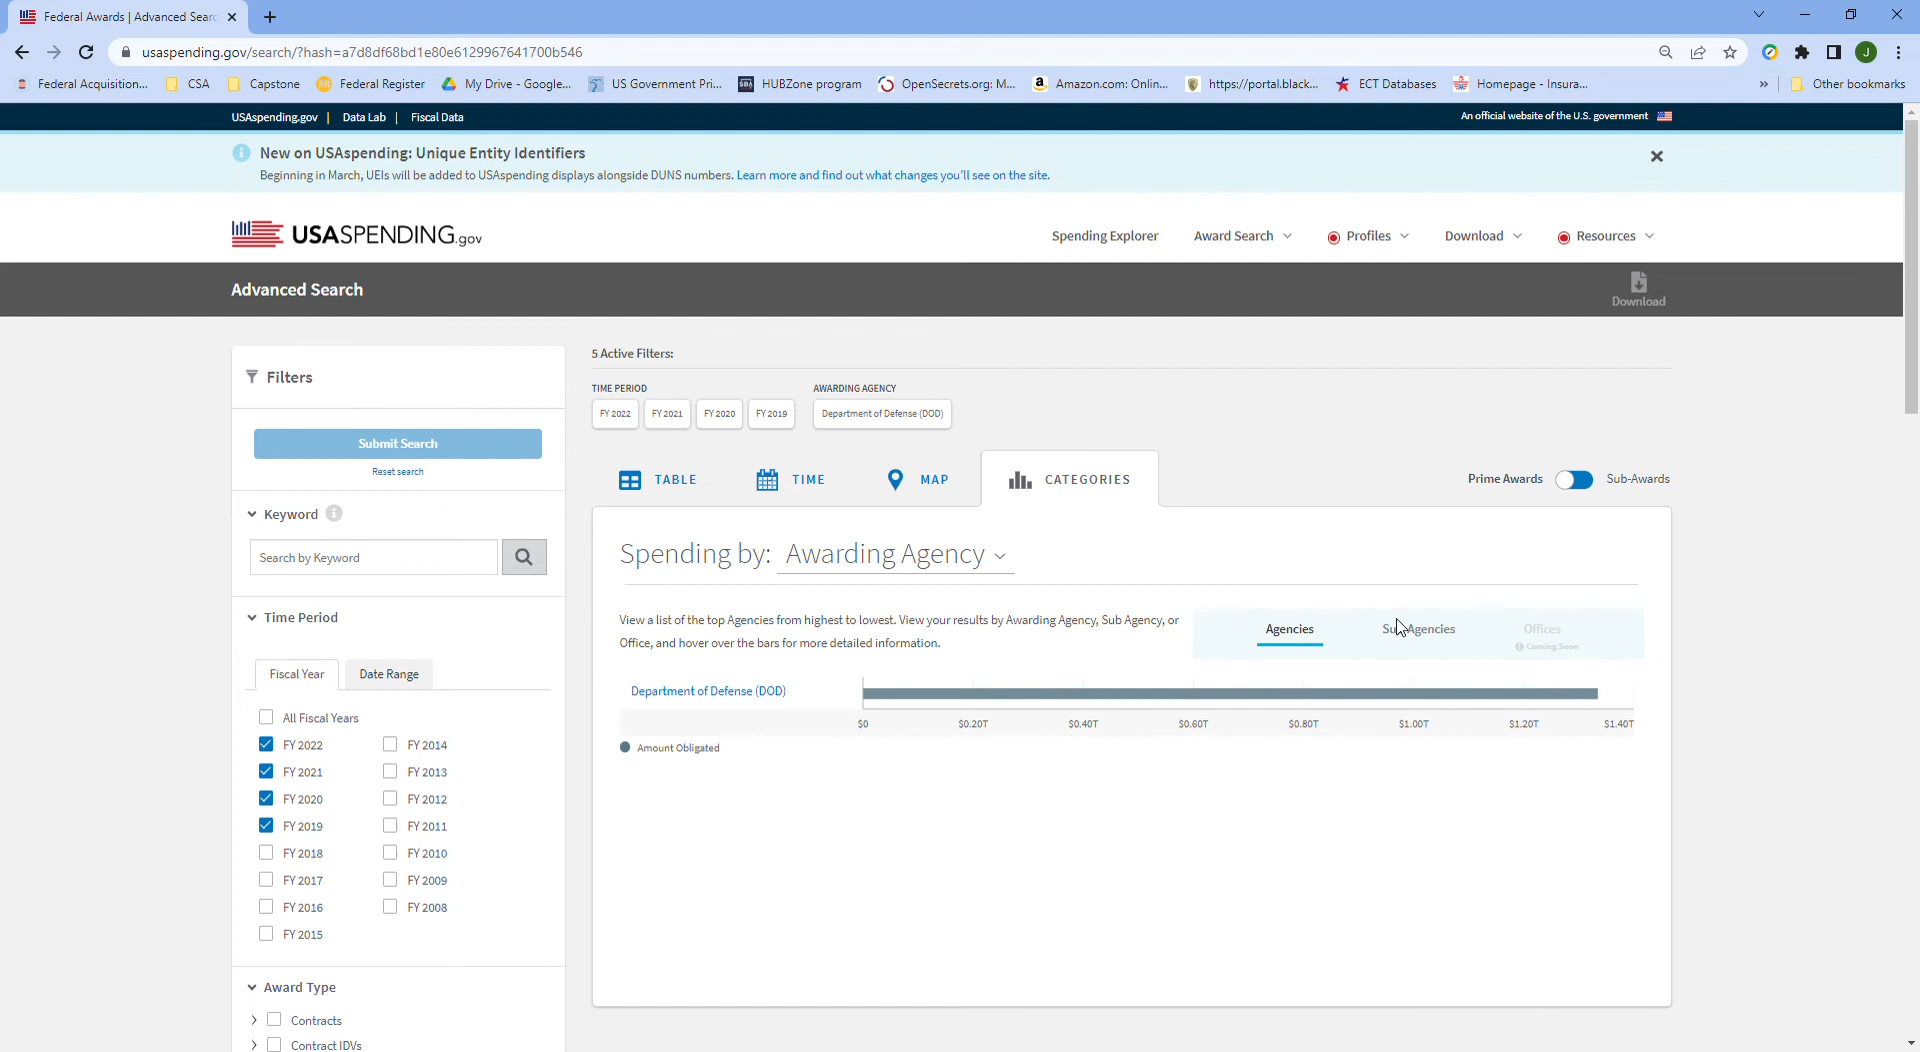 Federal Awards | Advanced Sear
usaspending.gov/search/?hash=a7d8df68bd1e80e6129967641700b546
J
Federal Acquisition...
CSA
Capstone
Federal Register
My Drive - Google...
US Government Pri...
HUBZone program
OpenSecrets.org: M...
Amazon.com: Onlin...
https://portal.black...
ECT Databases
Homepage - Insura...
»
Other bookmarks
USAspending.gov | Data Lab | Fiscal Data
An official website of the U.S. government
New on USAspending: Unique Entity Identifiers
Beginning in March, UEIs will be added to USAspending displays alongside DUNS numbers. Learn more and find out what changes you'll see on the site.
USASPENDING.gov
Spending Explorer
Award Search
Profiles
Download
Resources
Advanced Search
Download
Filters
Submit Search
Reset search
Keyword
Search by Keyword
Time Period
Fiscal Year
Date Range
All Fiscal Years
FY 2022
FY 2014
FY 2021
FY 2013
FY 2020
FY 2012
FY 2019
FY 2011
FY 2018
FY 2010
FY 2017
FY 2009
FY 2016
FY 2008
FY 2015
Award Type
Contracts
Contract IDVs
5 Active Filters:
TIME PERIOD
AWARDING AGENCY
FY 2022
FY 2021
FY 2020
FY 2019
Department of Defense (DOD)
TABLE
TIME
MAP
CATEGORIES
Prime Awards
Sub-Awards
Spending by: Awarding Agency
View a list of the top Agencies from highest to lowest. View your results by Awarding Agency, Sub Agency, or
Office, and hover over the bars for more detailed information.
Agencies
Sub Agencies
Offices
Coming Soon
Department of Defense (DOD)
$0
$0.20T
$0.40T
$0.60T
$0.80T
$1.00T
$1.20T
$1.40T
Amount Obligated